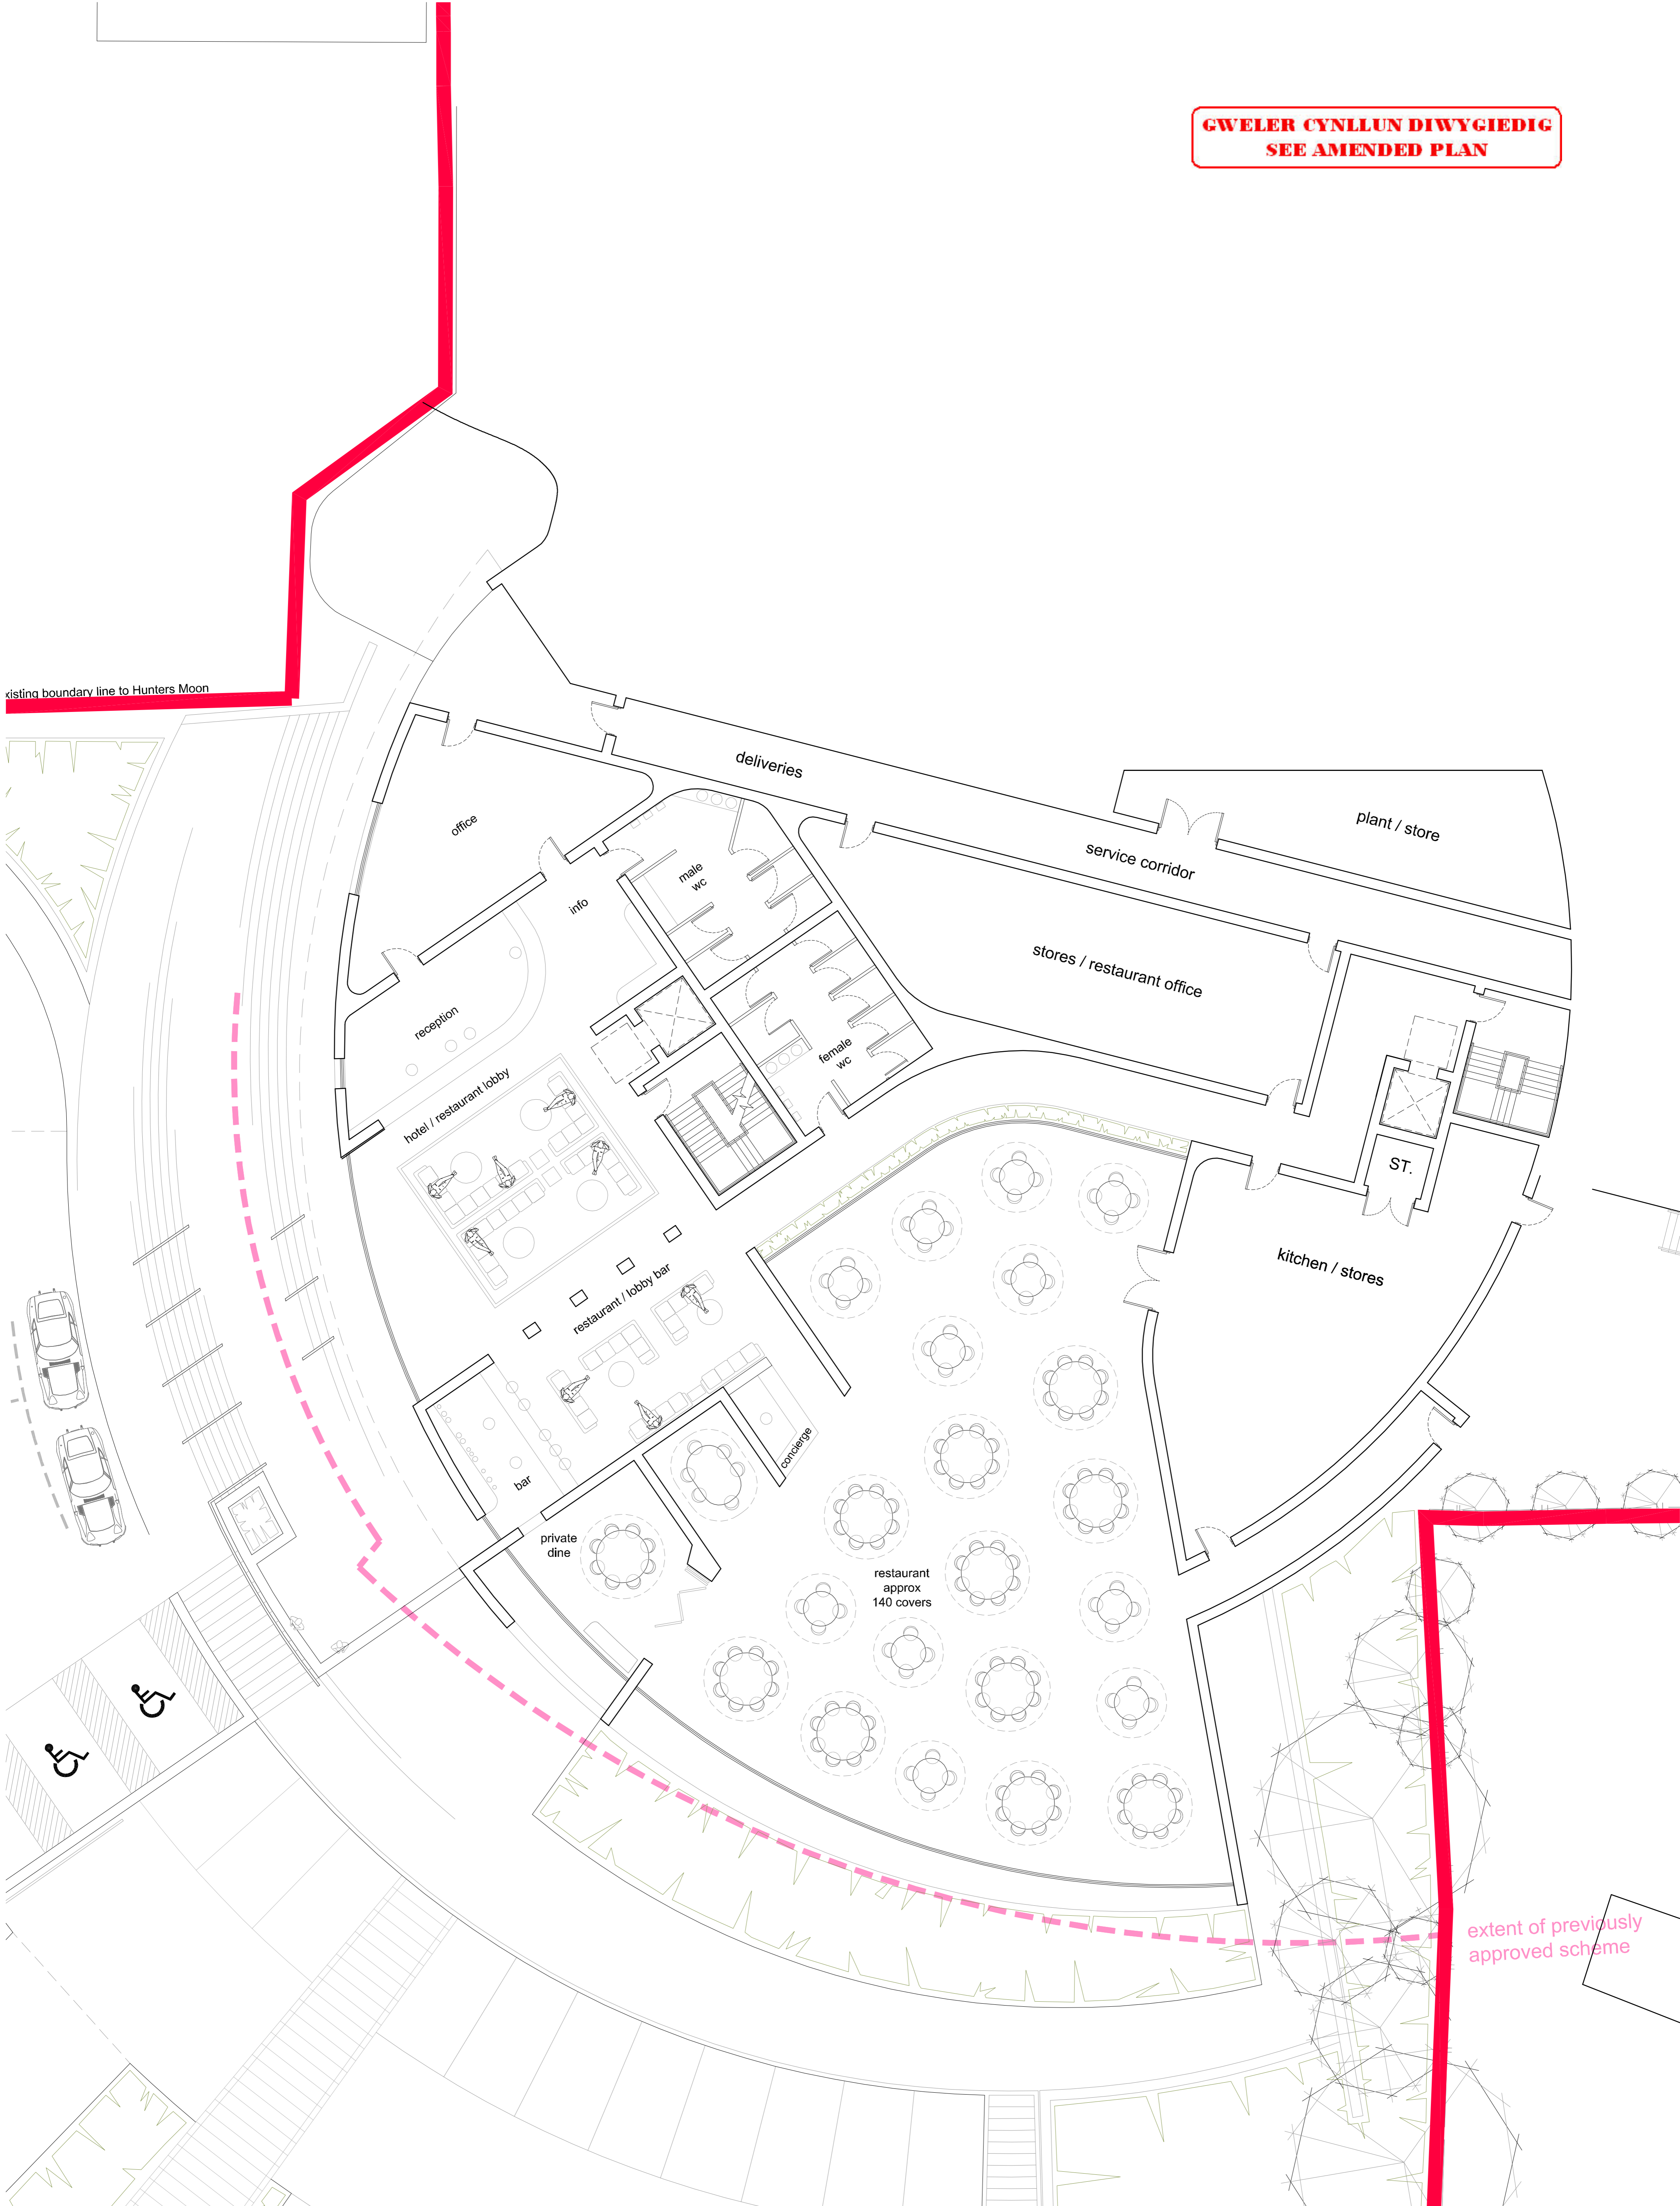 GWELER CYNLLUN DIWYGIEDIG
SEE AMENDED PLAN
xisting boundary line to Hunters Moon
deliveries
plant / store
office
service corridor
male
wc
info
stores / restaurant office
reception
female
wc
hotel / restaurant lobby
ST.
kitchen / stores
restaurant / lobby bar
concierge
bar
private
dine
restaurant
approx
140 covers
extent of previously
approved scheme